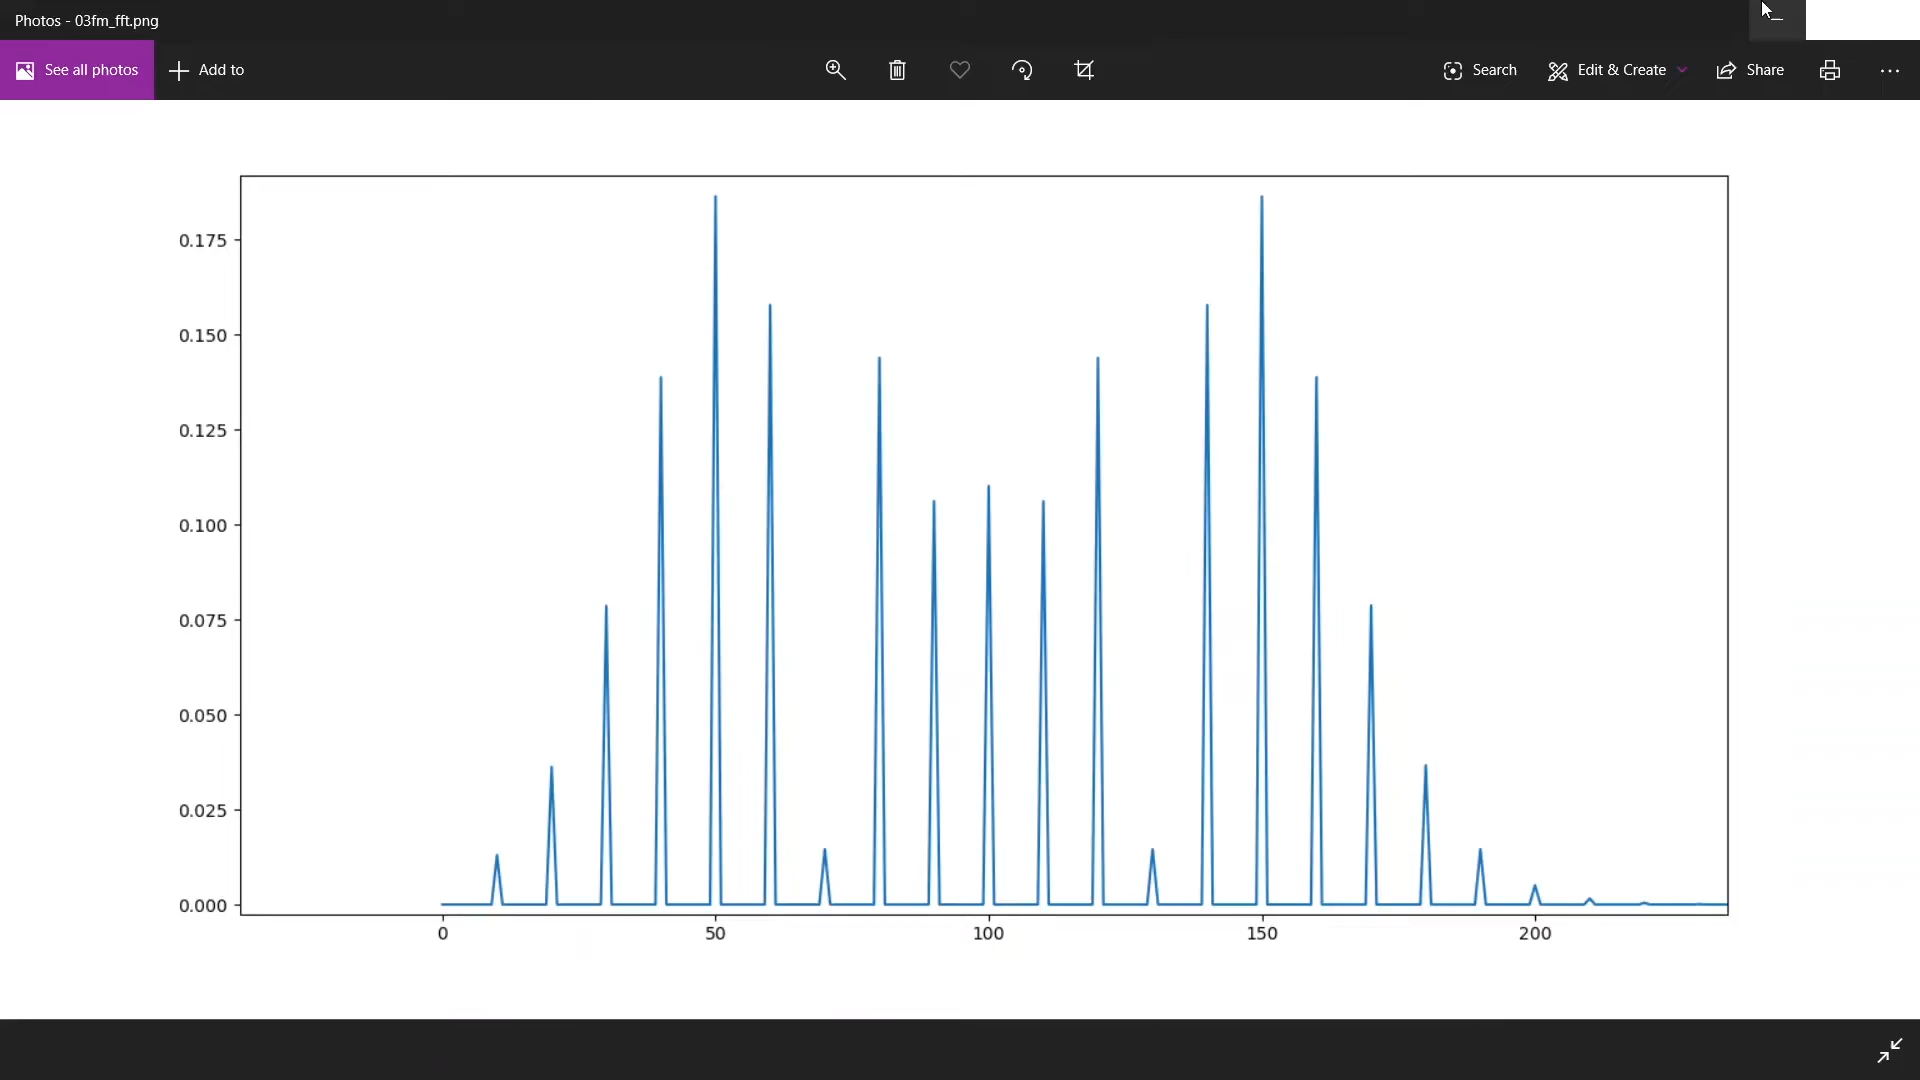 Photos - 03fm_fft.png
See all photos
Add to
Search
Edit & Create
Share
0.175
0.150
0.125
0.100
0.075
0.050
0.025
0.000
0 50 100 150 200